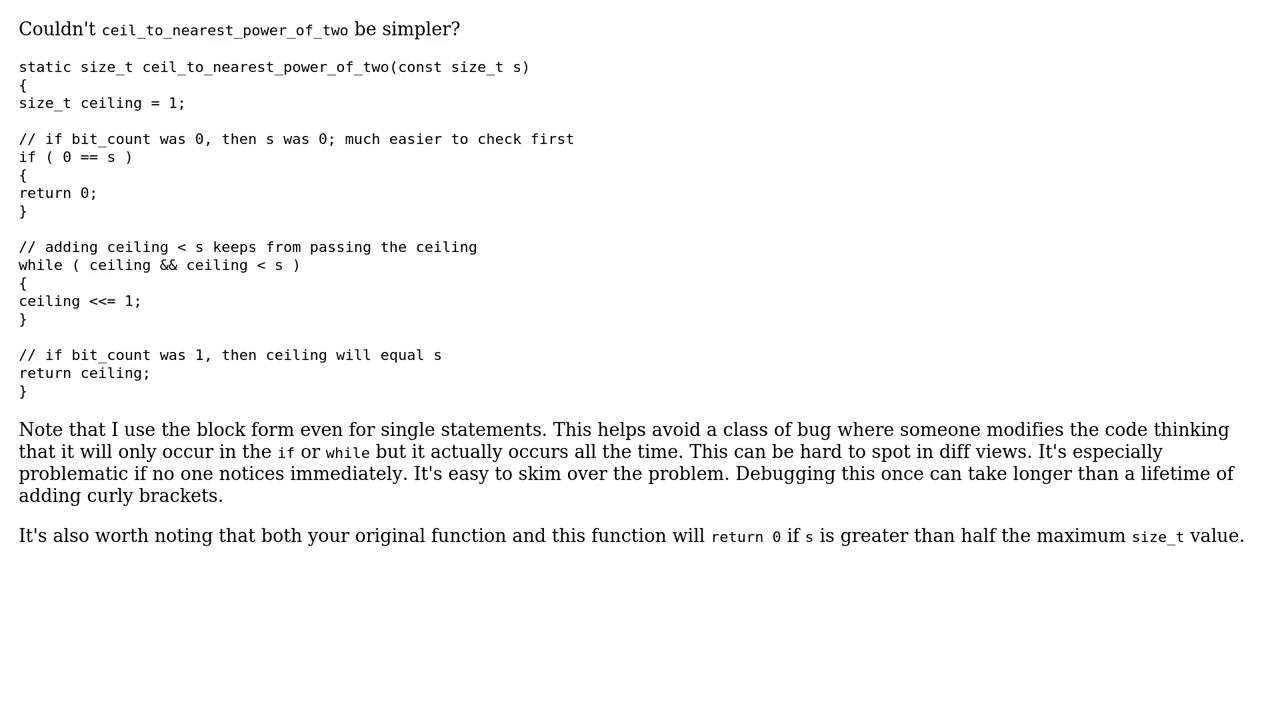 Couldn't ceil_to_nearest_power_of_two be simpler?
static size_t ceil_to_nearest_power_of_two(const size_t s)
{
size_t ceiling = 1;
// if bit_count was 0, then s was 0; much easier to check first
if ( 0 == s )
{
return 0;
}
// adding ceiling < s keeps from passing the ceiling
while ( ceiling && ceiling < s )
{
ceiling <<= 1;
}
// if bit_count was 1, then ceiling will equal s
return ceiling;
}
Note that I use the block form even for single statements. This helps avoid a class of bug where someone modifies the code thinking
that it will only occur in the if or while but it actually occurs all the time. This can be hard to spot in diff views. It's especially
problematic if no one notices immediately. It's easy to skim over the problem. Debugging this once can take longer than a lifetime of
adding curly brackets.
It's also worth noting that both your original function and this function will return 0 if s is greater than half the maximum size_t value.